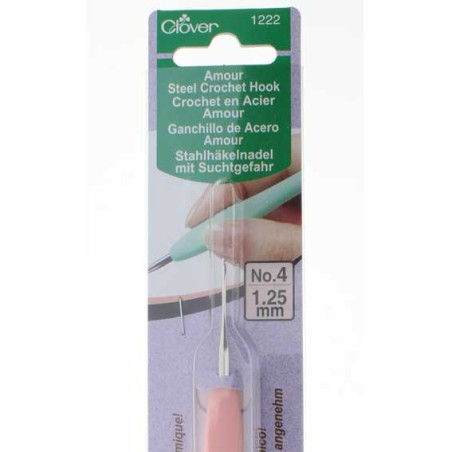 Clover 1222
Amour
Steel Crochet Hook
Crochet en Acier
Amour
Ganchillo de Acero
Amour
Stahlhäkelnadel
mit Suchtgefahr
No.4
1.25
mm
angenehm